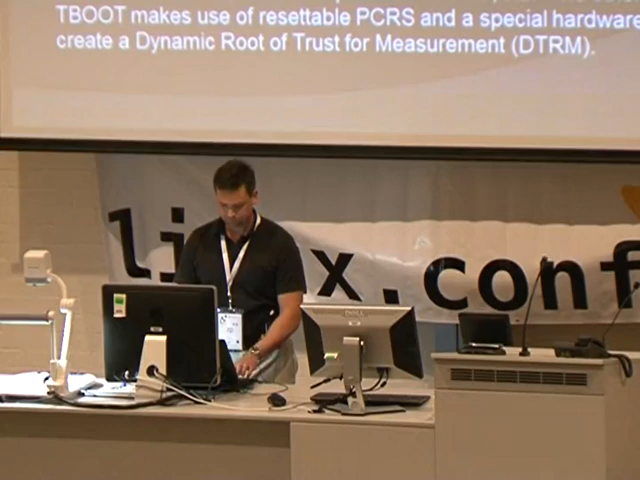 TBOOT makes use of resettable PCRS and a special hardware
create a Dynamic Root of Trust for Measurement (DTRM).
linux.conf
DELL